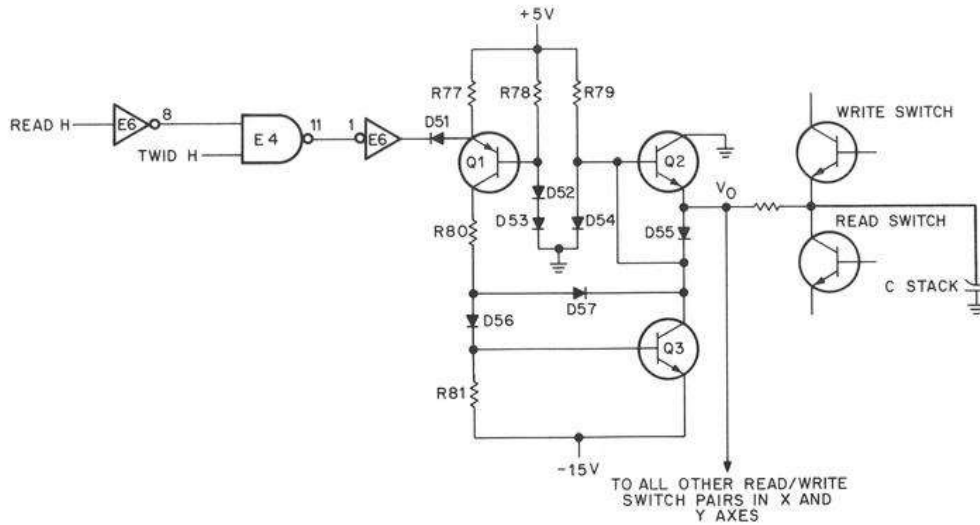 +5V
R77
R78
R79
READ H
E6
8
E4
11
1
E6
D51
TWID H
Q1
Q2
WRITE SWITCH
D52
D53
D54
D55
VO
R80
READ SWITCH
C STACK
D57
D56
Q3
R81
-15V
TO ALL OTHER READ/WRITE
SWITCH PAIRS IN X AND
Y AXES